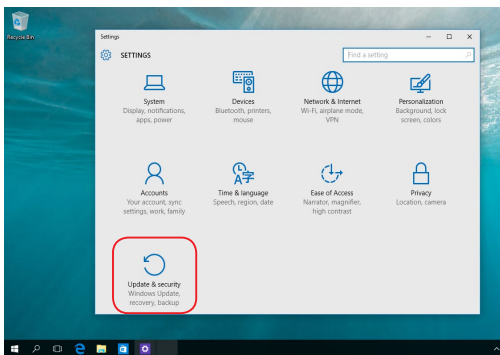 Recycle Bin
Settings
SETTINGS
Find a setting
System
Display, notifications,
apps, power
Devices
Bluetooth, printers,
mouse
Network & Internet
Wi-Fi, airplane mode,
VPN
Personalization
Background, lock
screen, colors
Accounts
Your account, sync
settings, work, family
Time & language
Speech, region, date
Ease of Access
Narrator, magnifier,
high contrast
Privacy
Location, camera
Update & security
Windows Update,
recovery, backup